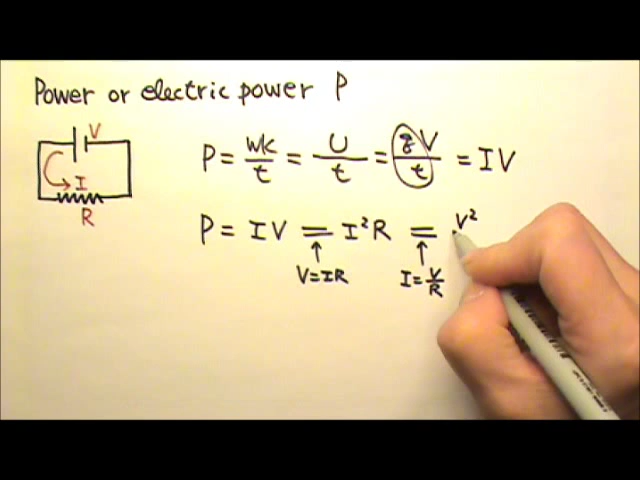 Power or electric power P
V
I
R
P = Wk/t = U/t = qV/t = IV
P = IV = I²R = V²
V=IR I=V/R